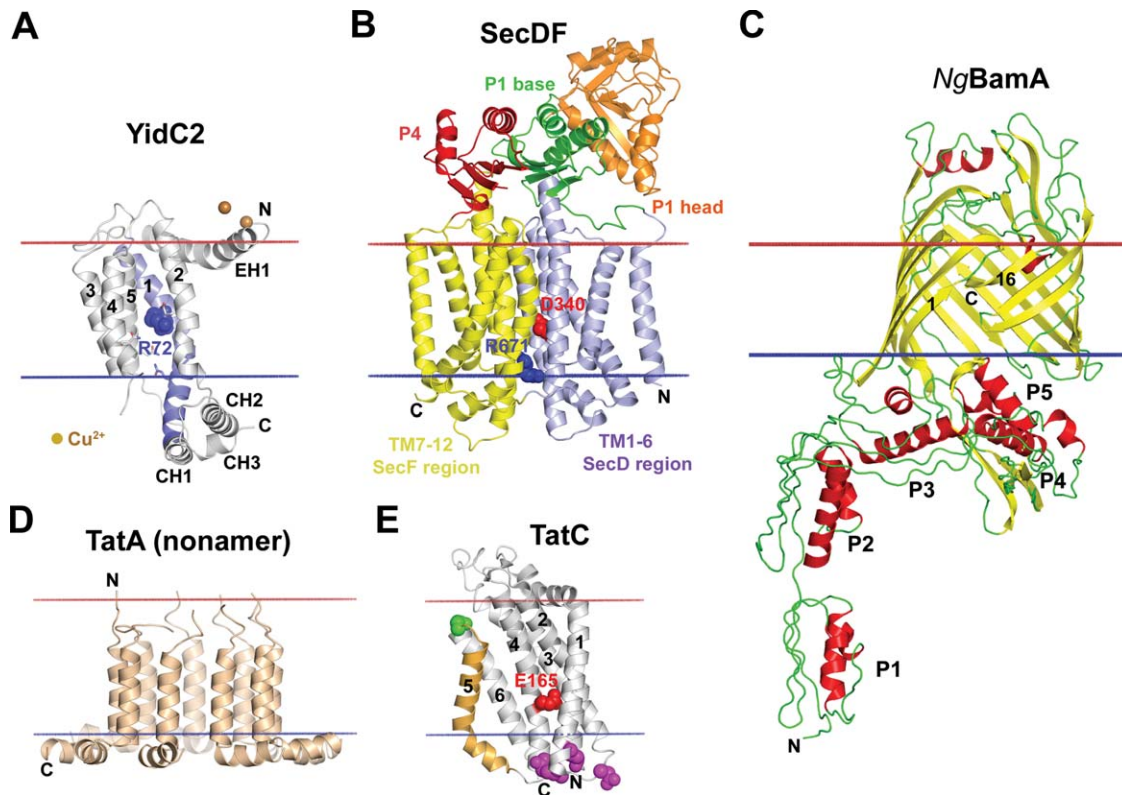 A
YidC2
N
EH1
3
4
5
1
2
R72
CH2
C
CH3
CH1
Cu²⁺
B
SecDF
P1 base
P4
P1 head
D340
R671
C
N
TM7-12
SecF region
TM1-6
SecD region
C
NgBamA
16
C
1
P5
P4
P3
P2
P1
N
D
TatA (nonamer)
N
C
E
TatC
2
1
4
3
5
6
E165
C
N